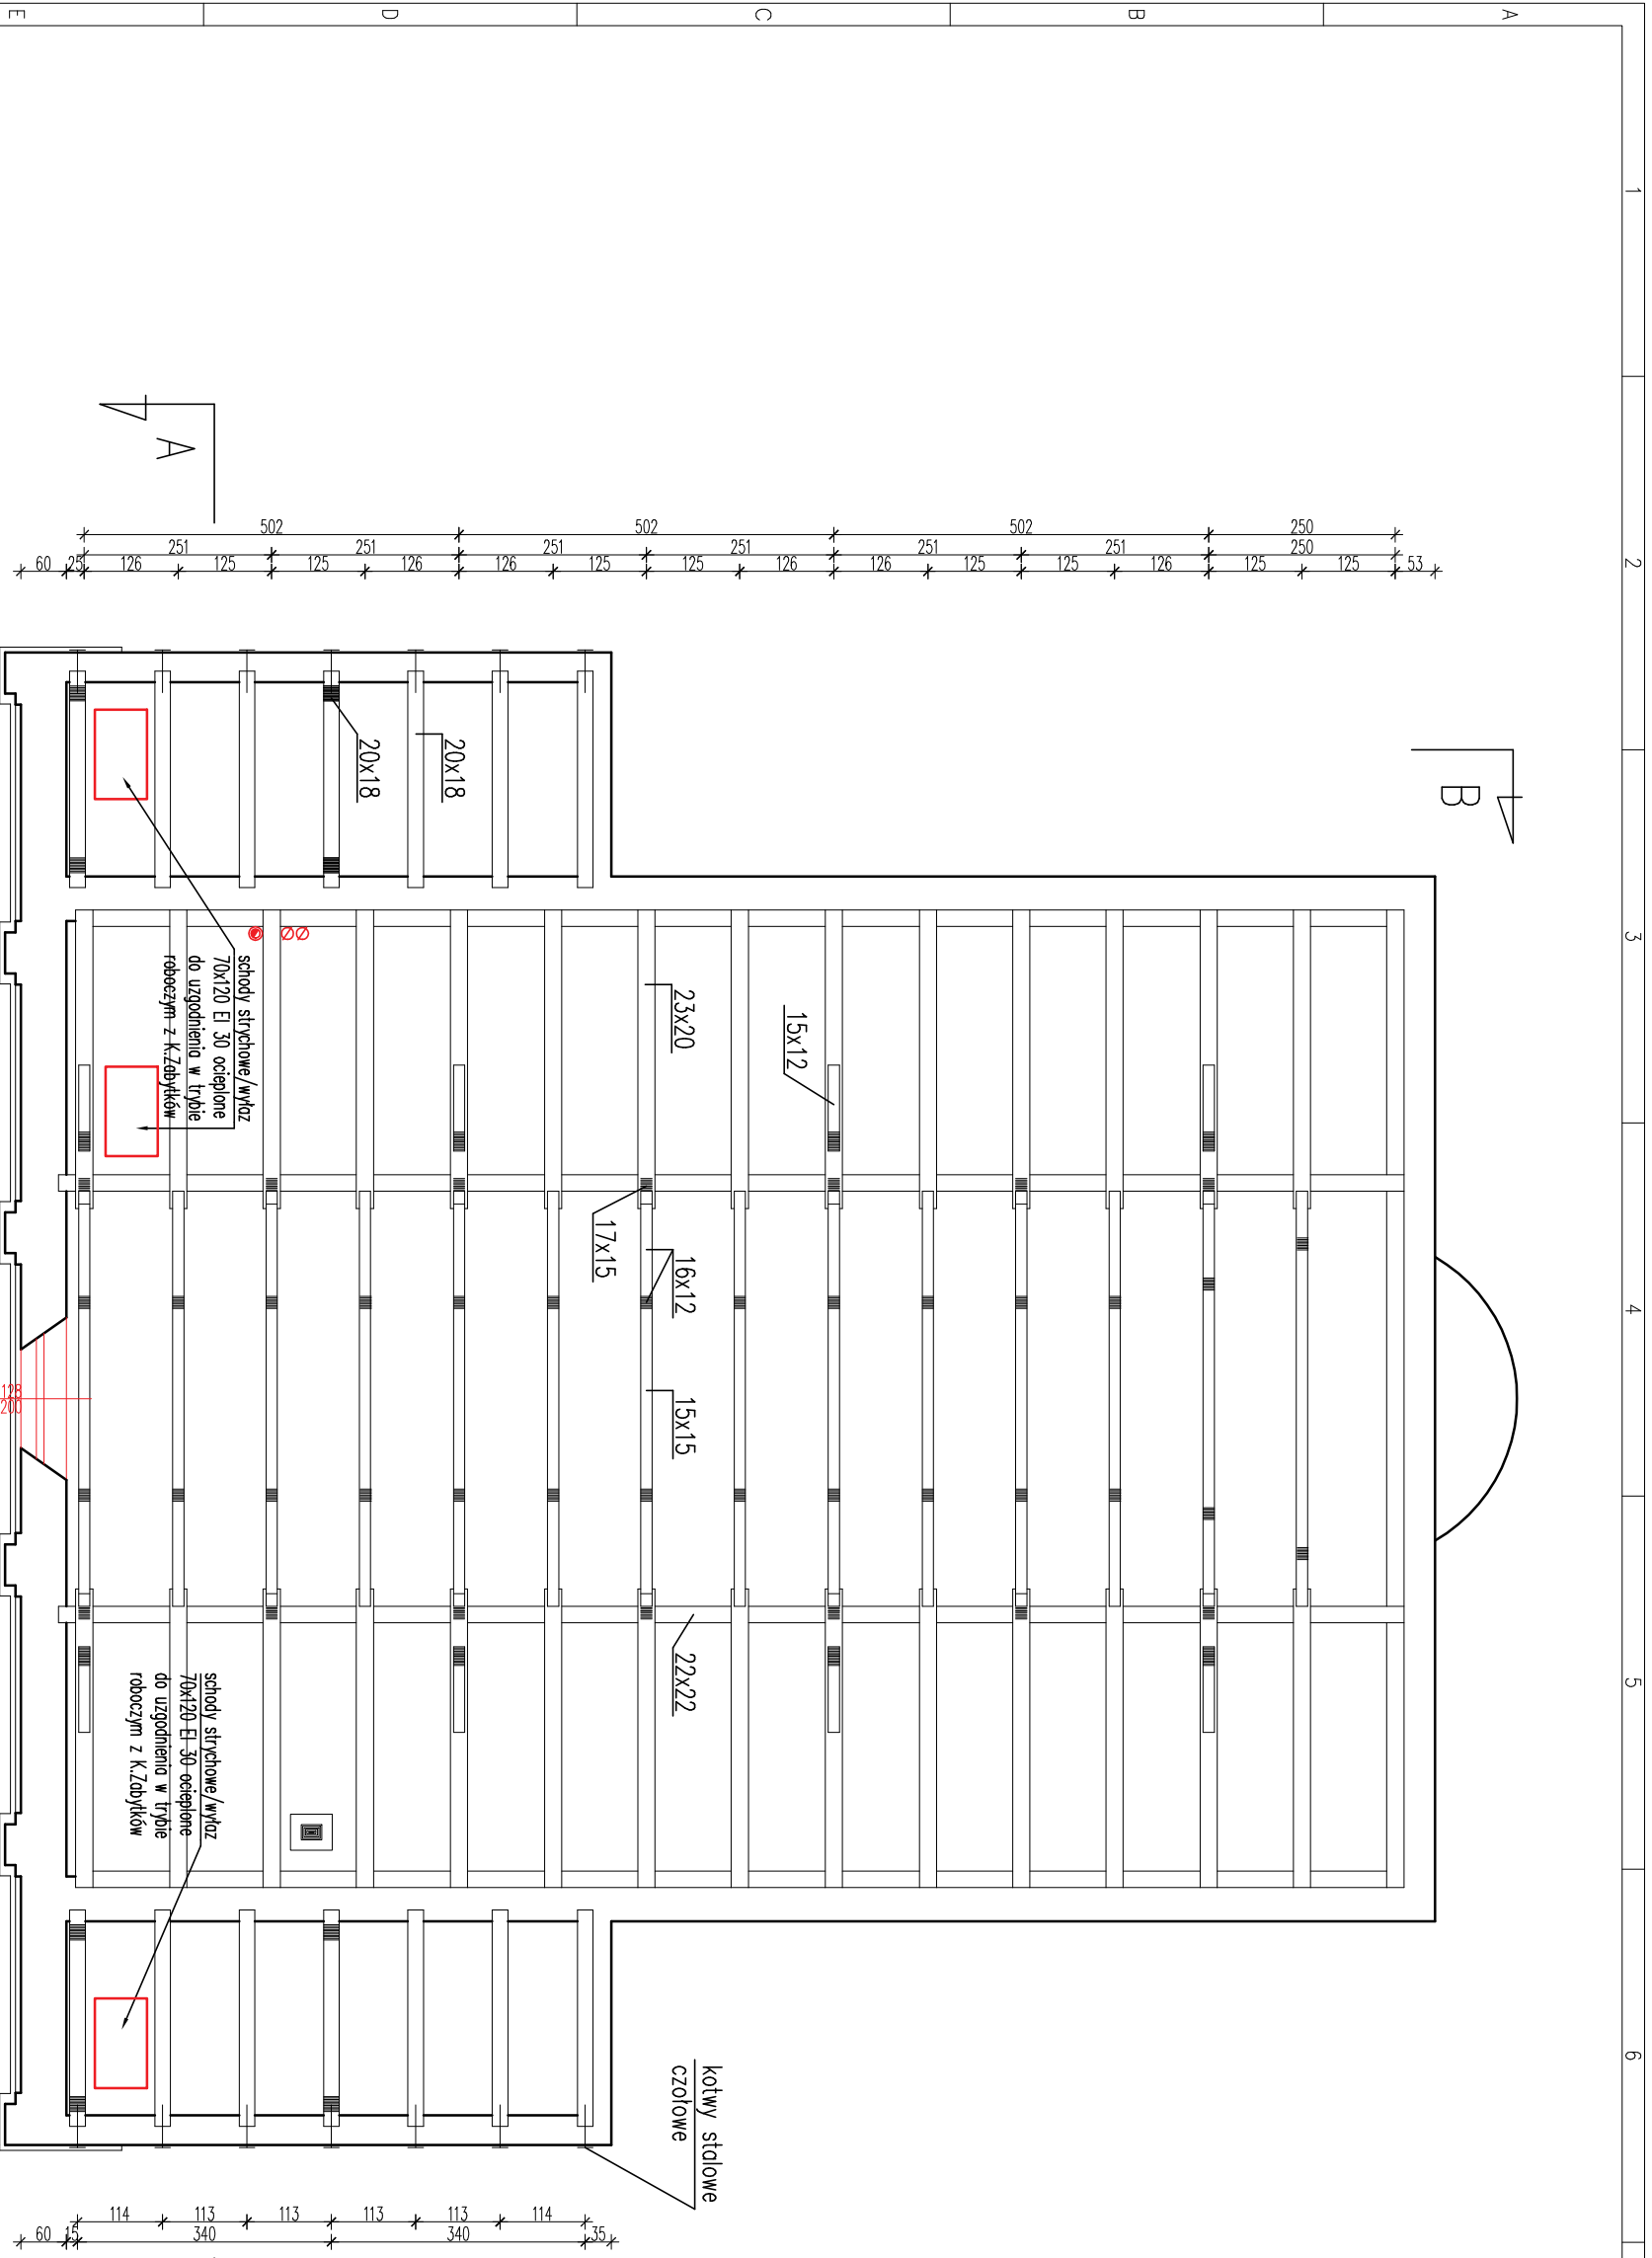 E
D
C
B
A
1
2
3
4
5
6
A
B
502
502
502
250
251
251
251
251
251
251
250
60
25
126
125
125
126
126
125
125
126
126
125
125
126
125
125
53
20x18
20x18
23x20
15x12
17x15
16x12
15x15
22x22
schody strychowe/wyłaz
70x120 EI 30 ocieplone
do uzgodnienia w trybie
roboczym z K.Zabytków
schody strychowe/wyłaz
70x120 EI 30 ocieplone
do uzgodnienia w trybie
roboczym z K.Zabytków
128
200
kotwy stalowe
czołowe
114
113
113
113
113
114
60
15
340
340
35